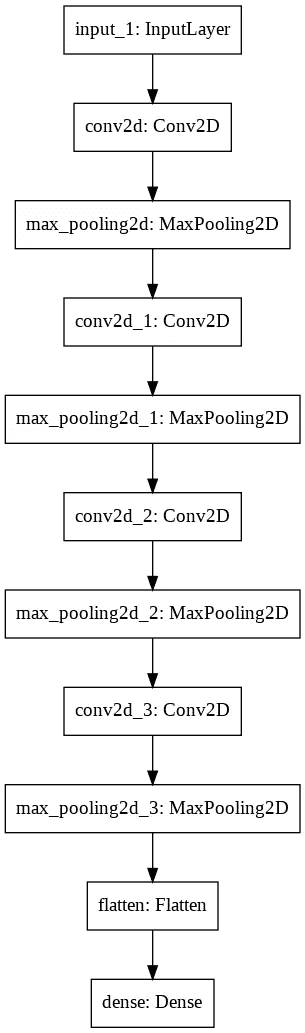 input_1: InputLayer
conv2d: Conv2D
max_pooling2d: MaxPooling2D
conv2d_1: Conv2D
max_pooling2d_1: MaxPooling2D
conv2d_2: Conv2D
max_pooling2d_2: MaxPooling2D
conv2d_3: Conv2D
max_pooling2d_3: MaxPooling2D
flatten: Flatten
dense: Dense